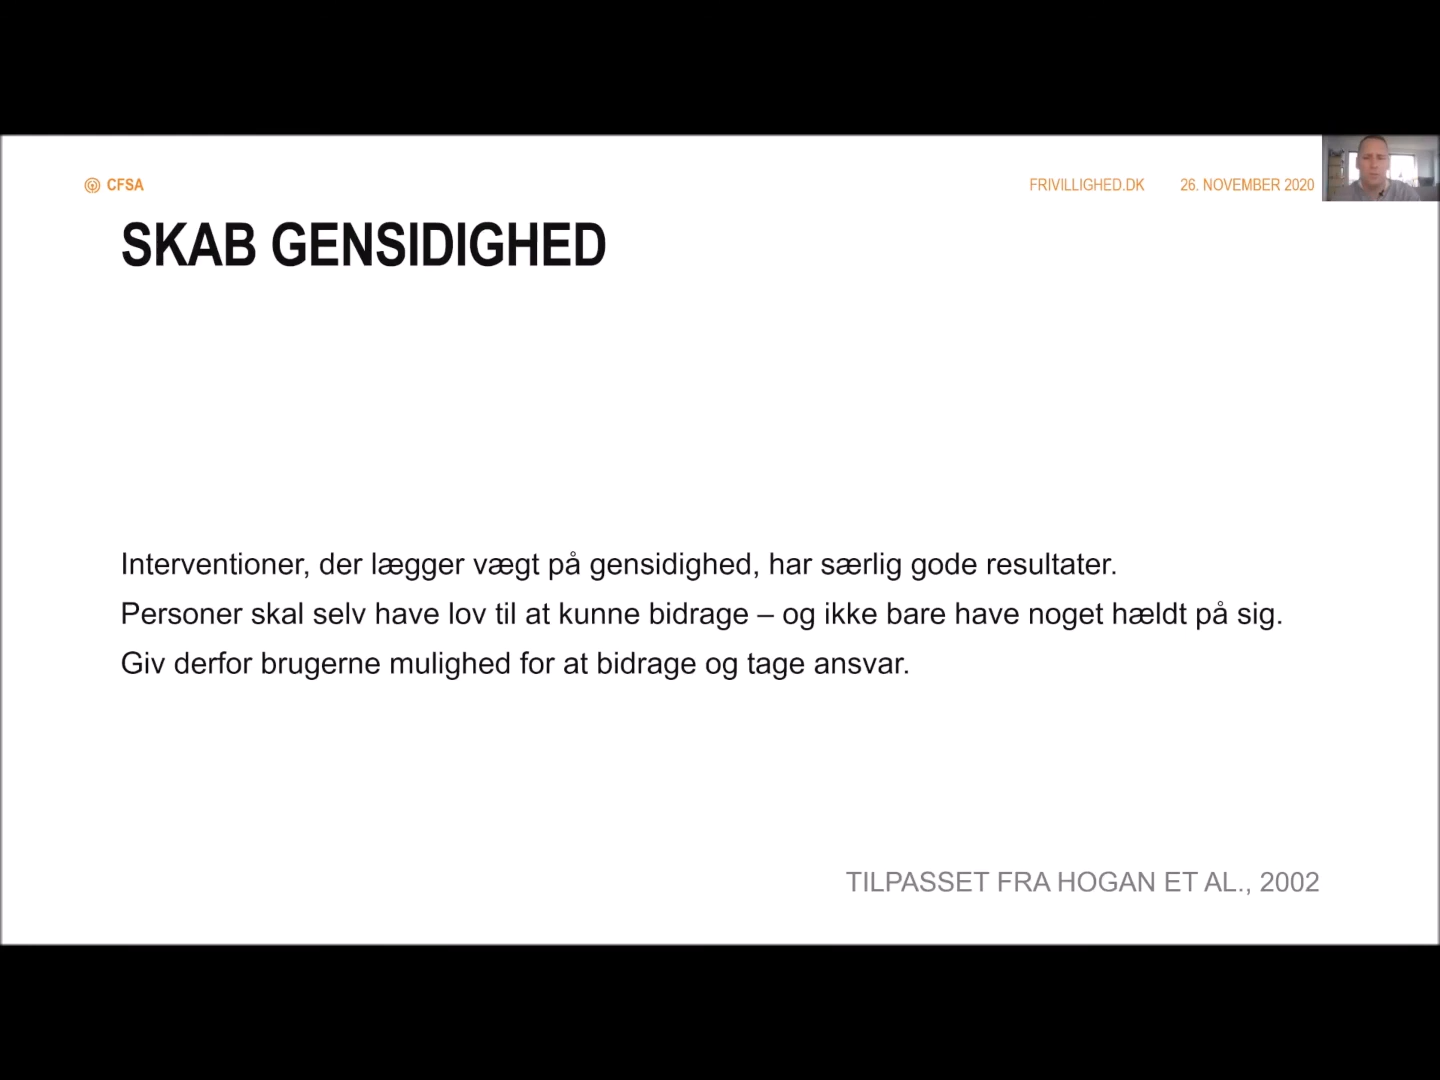 CFSA
FRIVILLIGHED.DK 26. NOVEMBER 2020
SKAB GENSIDIGHED
Interventioner, der lægger vægt på gensidighed, har særlig gode resultater.
Personer skal selv have lov til at kunne bidrage – og ikke bare have noget hældt på sig.
Giv derfor brugerne mulighed for at bidrage og tage ansvar.
TILPASSET FRA HOGAN ET AL., 2002